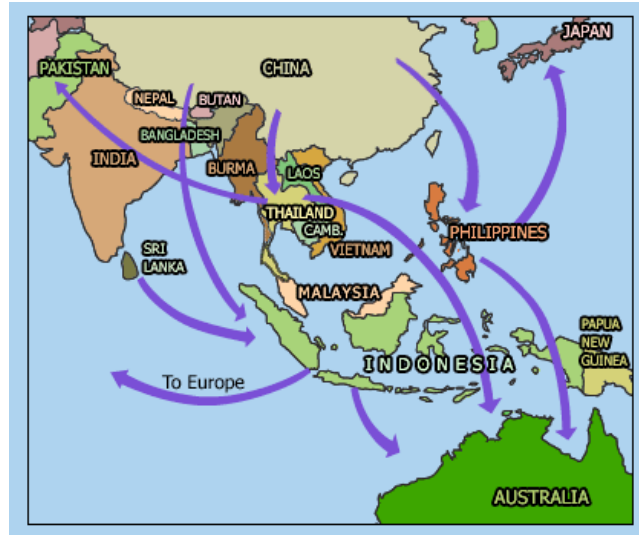 JAPAN
PAKISTAN
CHINA
NEPAL
BUTAN
BANGLADESH
INDIA
BURMA
LAOS
THAILAND
CAMB.
VIETNAM
PHILIPPINES
SRI
LANKA
MALAYSIA
PAPUA
NEW
GUINEA
INDONESIA
To Europe
AUSTRALIA